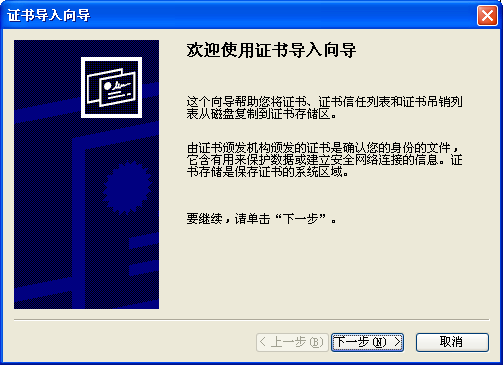 证书导入向导
欢迎使用证书导入向导
这个向导帮助您将证书、证书信任列表和证书吊销列
表从磁盘复制到证书存储区。
由证书颁发机构颁发的证书是确认您的身份的文件，
它含有用来保护数据或建立安全网络连接的信息。证
书存储是保存证书的系统区域。
要继续，请单击“下一步”。
< 上一步(B) 下一步(N) > 取消